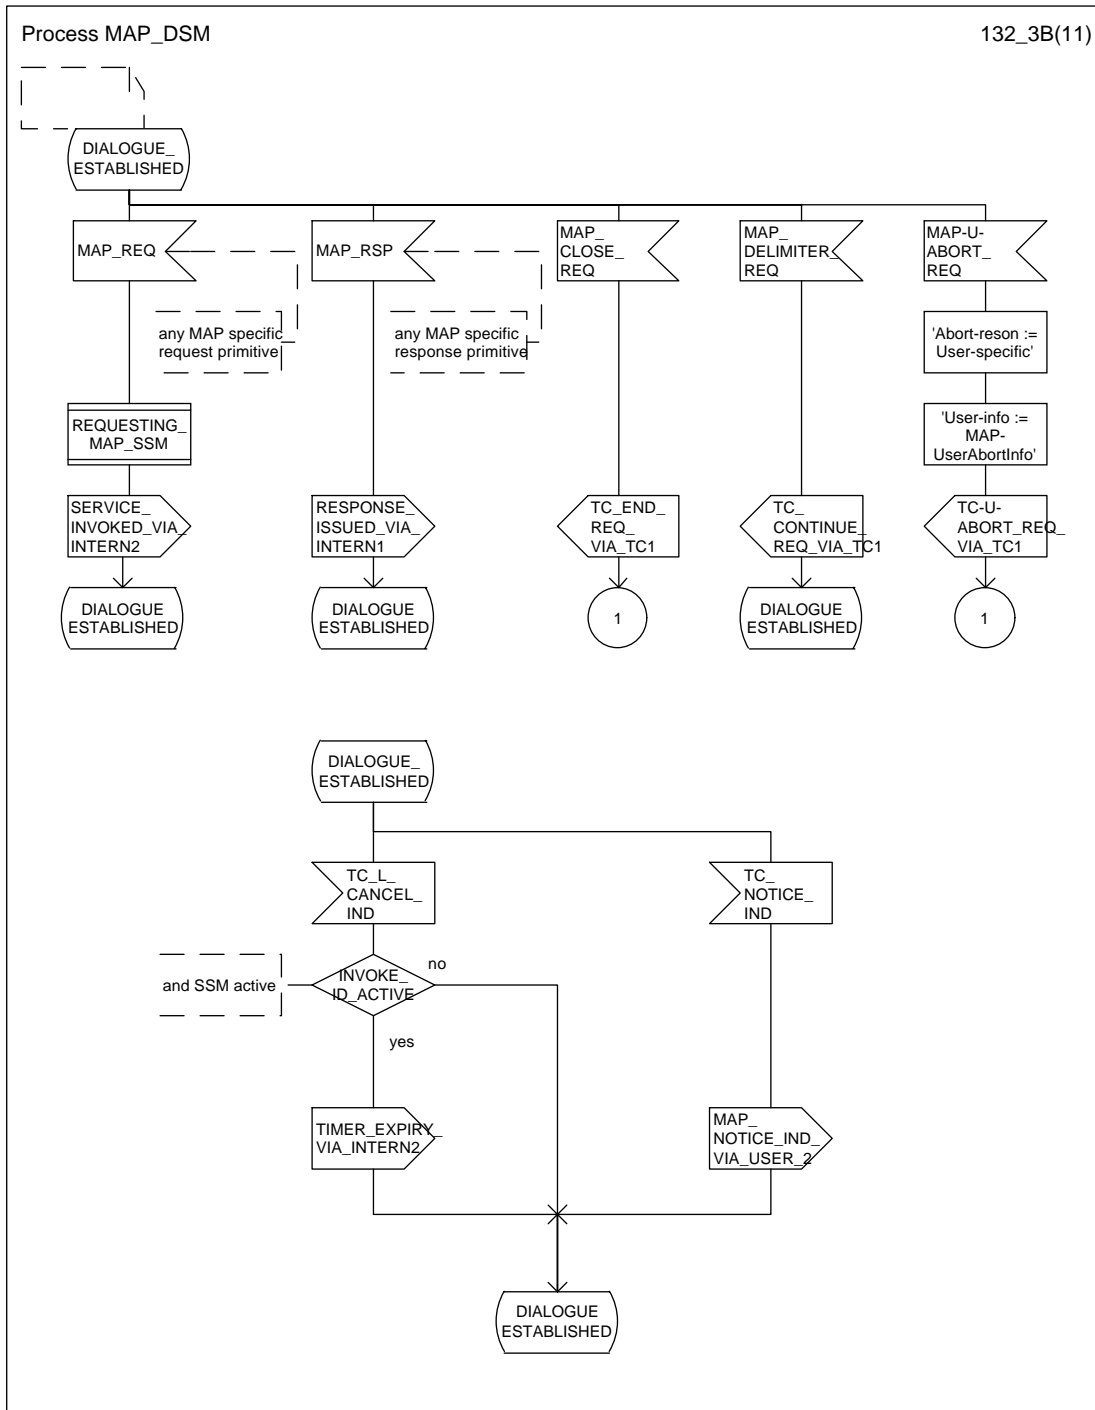 Process MAP_DSM
132_3B(11)
DIALOGUE_
ESTABLISHED
MAP_REQ
MAP_RSP
MAP_
CLOSE_
REQ
MAP_
DELIMITER_
REQ
MAP-U-
ABORT_
REQ
any MAP specific
request primitive
any MAP specific
response primitive
'Abort-reson :=
User-specific'
REQUESTING_
MAP_SSM
'User-info :=
MAP-
UserAbortInfo'
SERVICE_
INVOKED_VIA_
INTERN2
RESPONSE_
ISSUED_VIA_
INTERN1
TC_END_
REQ_
VIA_TC1
TC_
CONTINUE_
REQ_VIA_TC1
TC-U-
ABORT_REQ_
VIA_TC1
DIALOGUE
ESTABLISHED
DIALOGUE
ESTABLISHED
1
DIALOGUE
ESTABLISHED
1
DIALOGUE_
ESTABLISHED
TC_L_
CANCEL_
IND
TC_
NOTICE_
IND
and SSM active
INVOKE_
ID_ACTIVE
no
yes
TIMER_EXPIRY_
VIA_INTERN2
MAP_
NOTICE_IND_
VIA_USER_2
DIALOGUE
ESTABLISHED